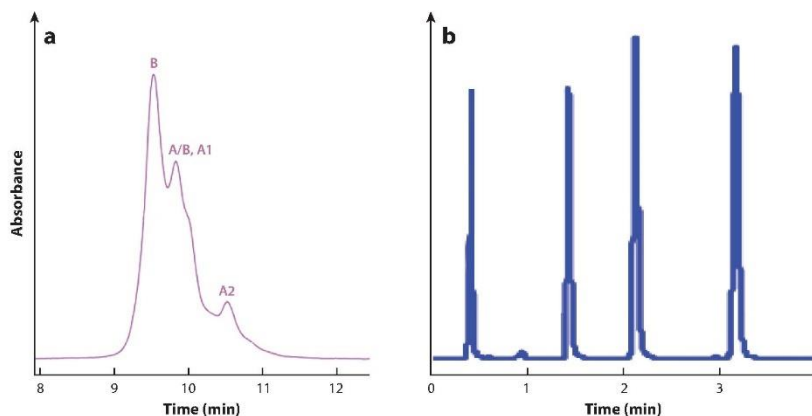 a
B
A/B, A1
A2
Absorbance
8 9 10 11 12
Time (min)
b
0 1 2 3
Time (min)